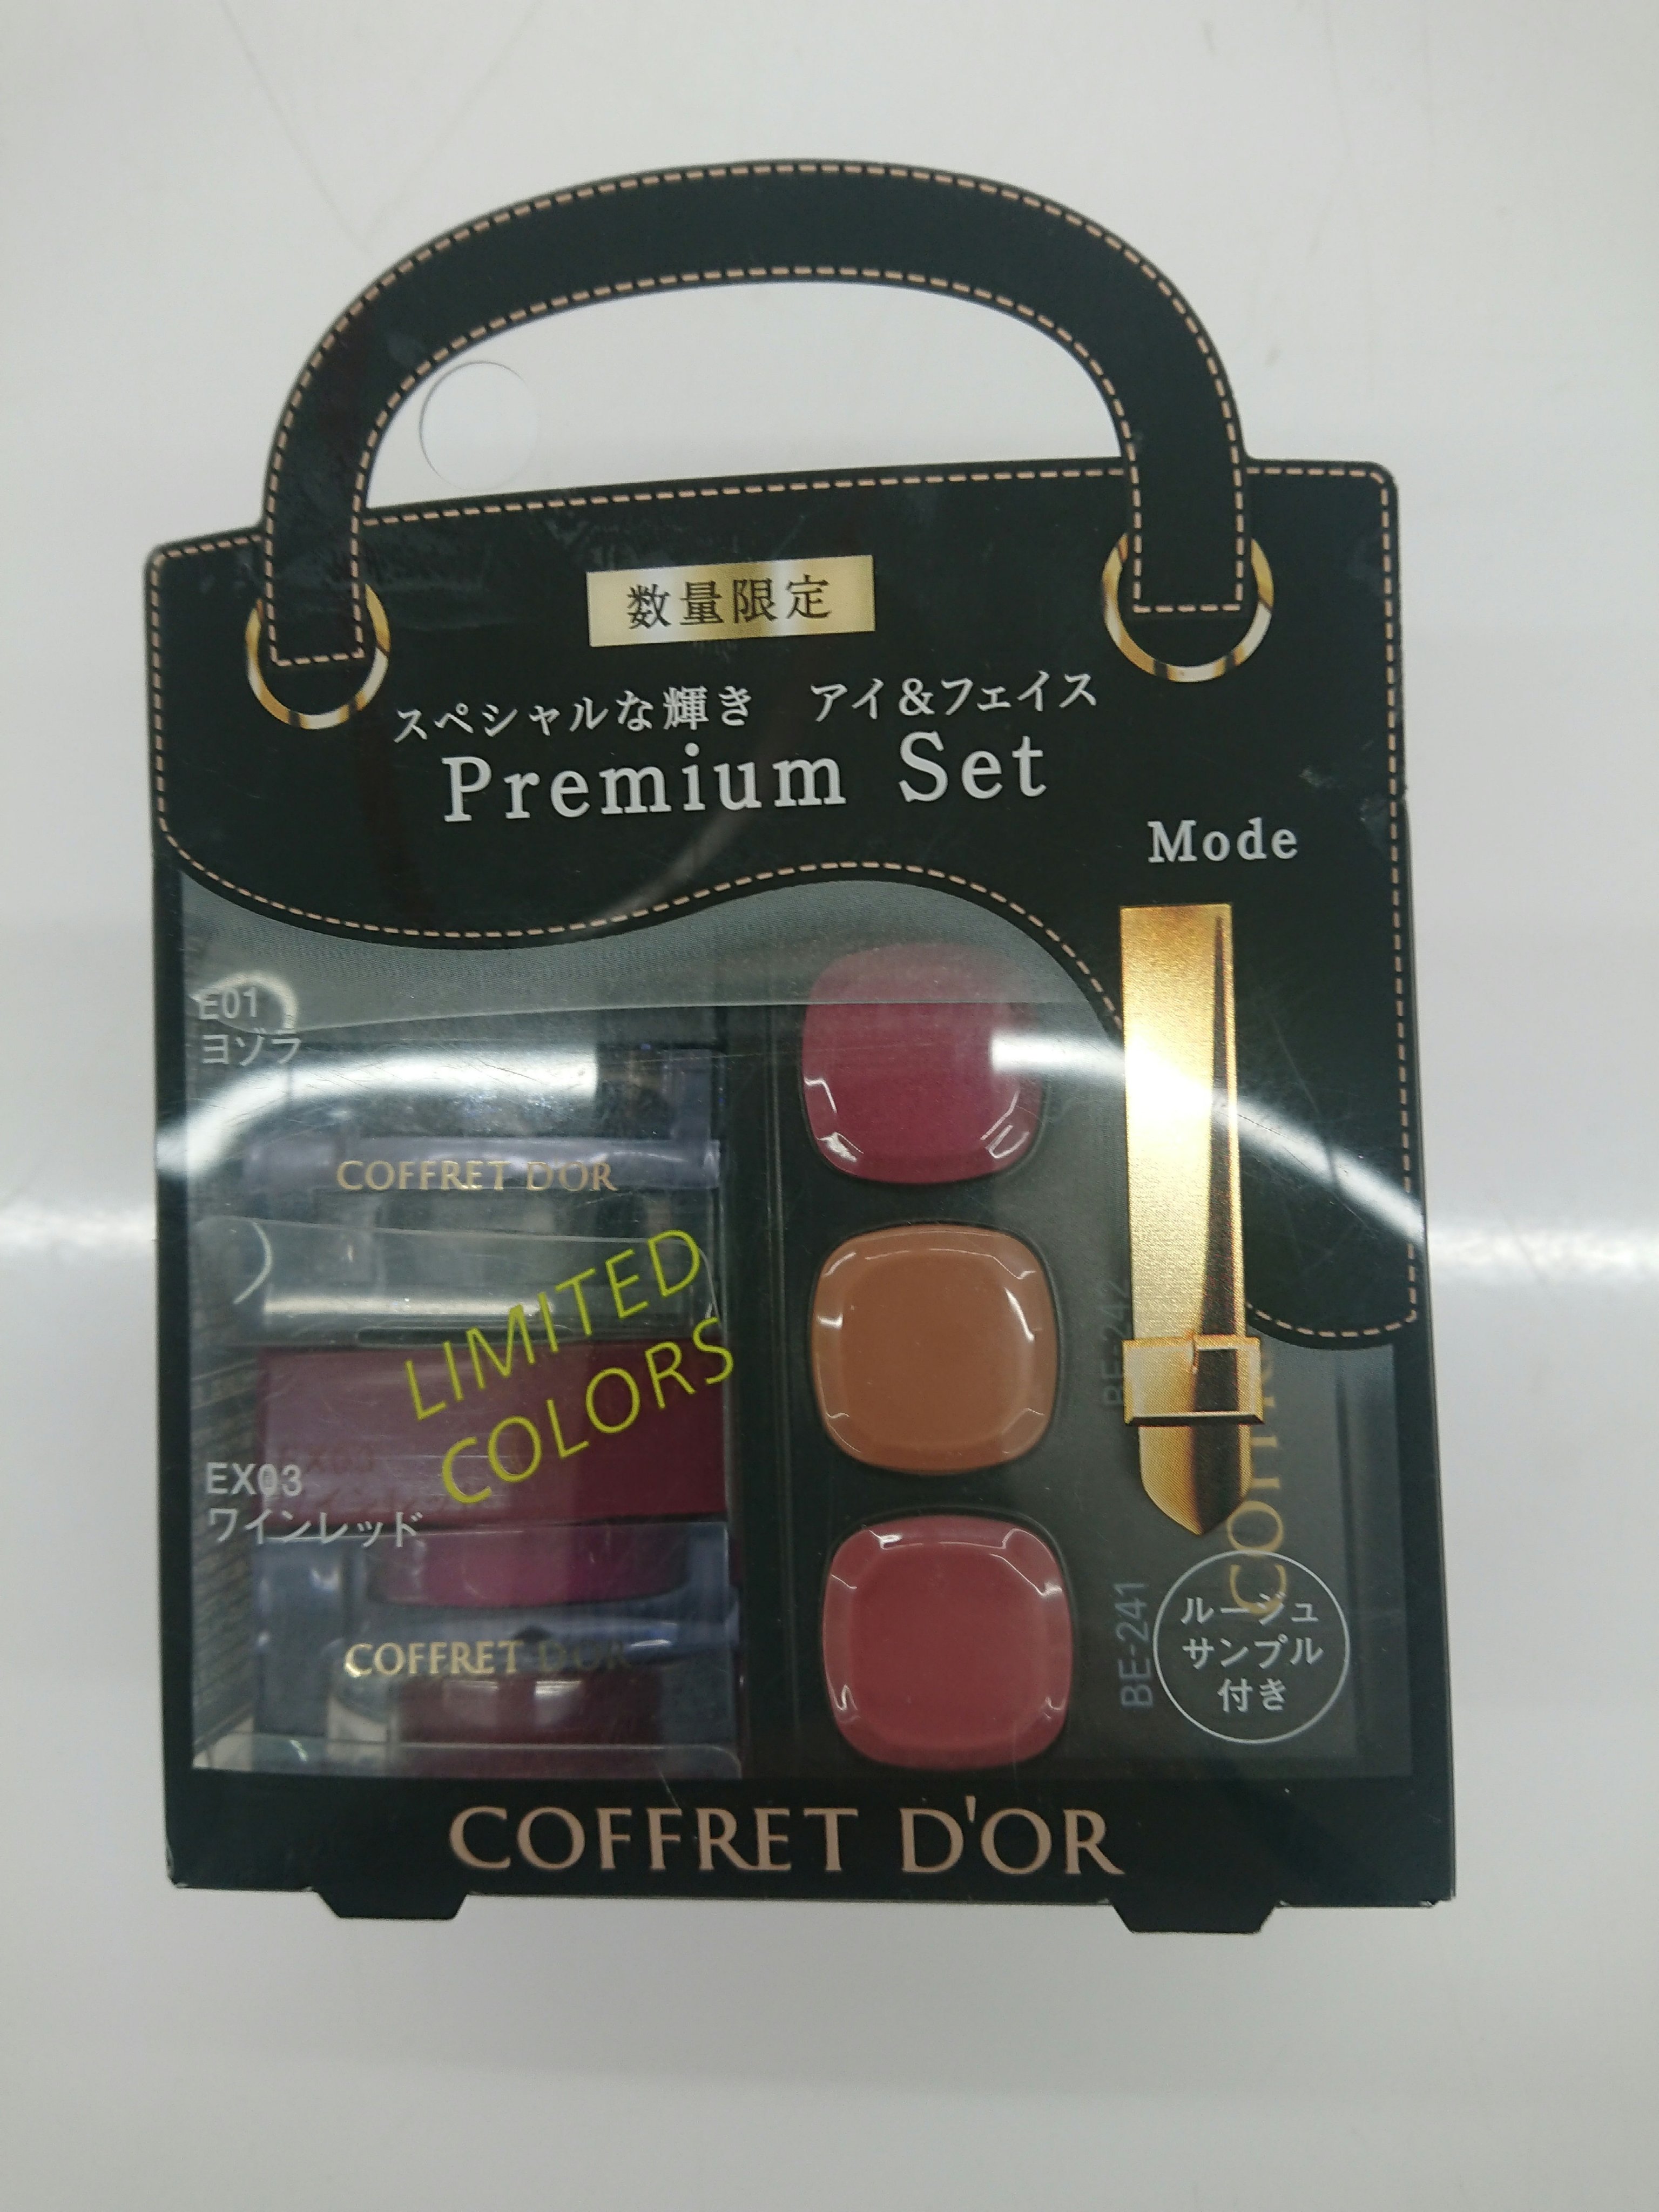 数量限定
スペシャルな輝き アイ&フェイス
Premium Set
Mode
E01
ヨゾラ
COFFRET D'OR
LIMITED
COLORS
EX03
ワインレッド
COFFRET D'OR
BE-242
BE-241
ルージュ
サンプル
付き
COFFRET D'OR